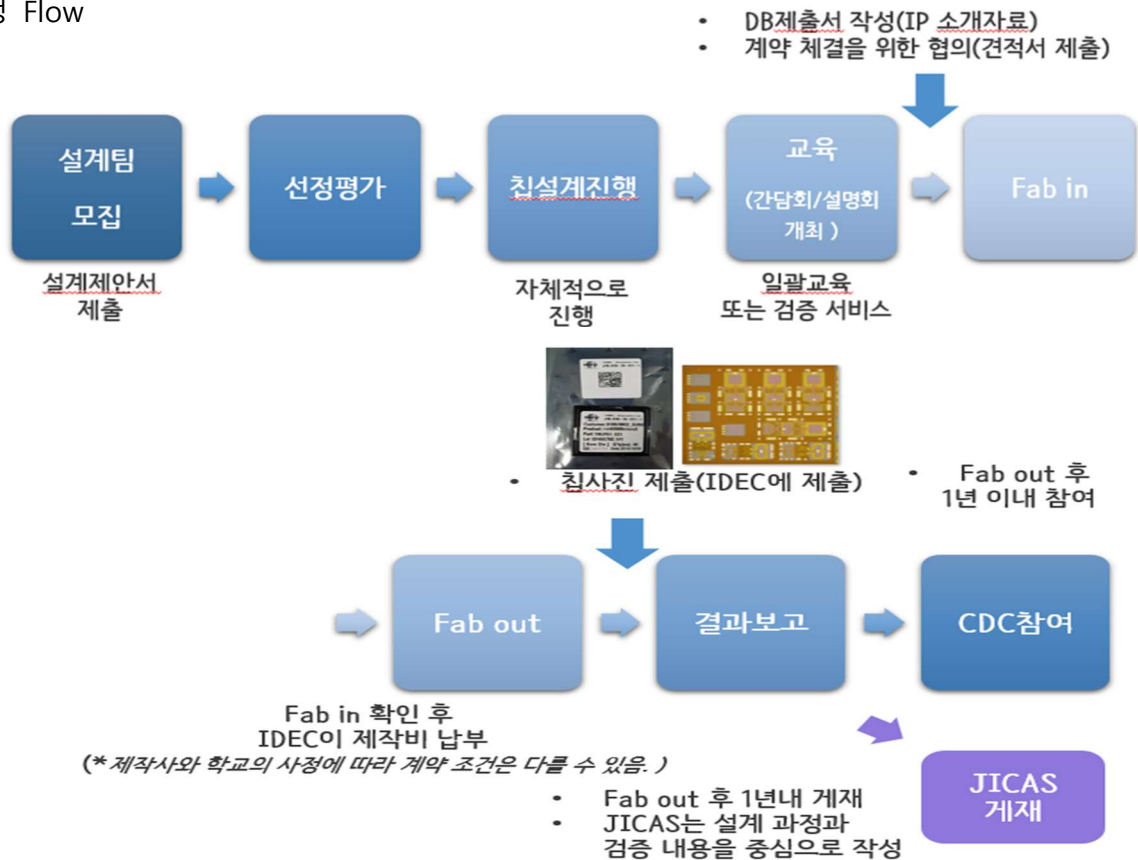 Flow
• DB제출서 작성(IP 소개자료)
• 계약 체결을 위한 협의(견적서 제출)
설계팀
모집
선정평가
칩설계진행
교육
(간담회/설명회
개최 )
Fab in
설계제안서
제출
자체적으로
진행
일괄교육
또는 검증 서비스
• 칩사진 제출(IDEC에 제출)
• Fab out 후
1년 이내 참여
Fab out
결과보고
CDC참여
Fab in 확인 후
IDEC이 제작비 납부
(* 제작사와 학교의 사정에 따라 계약 조건은 다를 수 있음. )
JICAS
게재
• Fab out 후 1년내 게재
• JICAS는 설계 과정과
검증 내용을 중심으로 작성